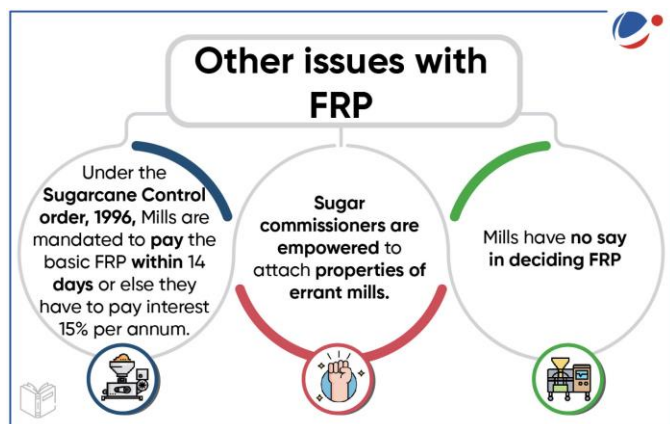 Other issues with
FRP
Under the
Sugarcane Control
order, 1996, Mills are
mandated to pay the
basic FRP within 14
days or else they
have to pay interest
15% per annum.
Sugar
commissioners are
empowered to
attach properties of
errant mills.
Mills have no say
in deciding FRP